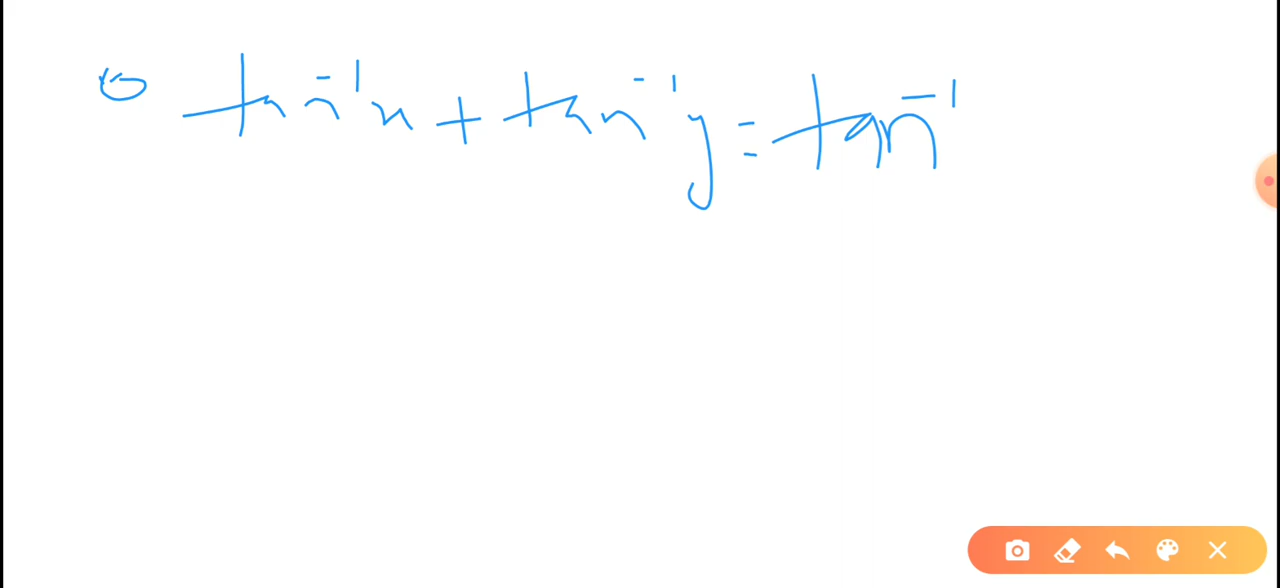 tan⁻¹x + tan⁻¹y = tan⁻¹